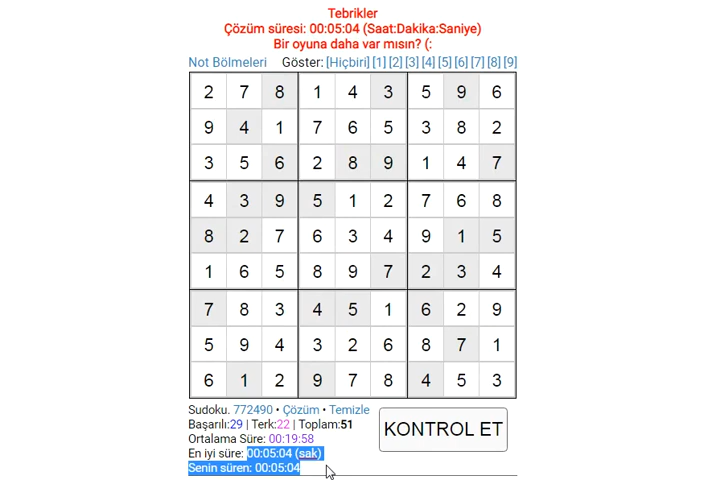 Tebrikler
Çözüm süresi: 00:05:04 (Saat:Dakika:Saniye)
Bir oyuna daha var mısın? (:
Not Bölmeleri Göster: [Hiçbiri] [1] [2] [3] [4] [5] [6] [7] [8] [9]
2 7 8 1 4 3 5 9 6
9 4 1 7 6 5 3 8 2
3 5 6 2 8 9 1 4 7
4 3 9 5 1 2 7 6 8
8 2 7 6 3 4 9 1 5
1 6 5 8 9 7 2 3 4
7 8 3 4 5 1 6 2 9
5 9 4 3 2 6 8 7 1
6 1 2 9 7 8 4 5 3
Sudoku. 772490 • Çözüm • Temizle
Başarılı:29 | Terk:22 | Toplam:51
Ortalama Süre: 00:19:58
En iyi süre: 00:05:04 (sak)
Senin süren: 00:05:04
KONTROL ET